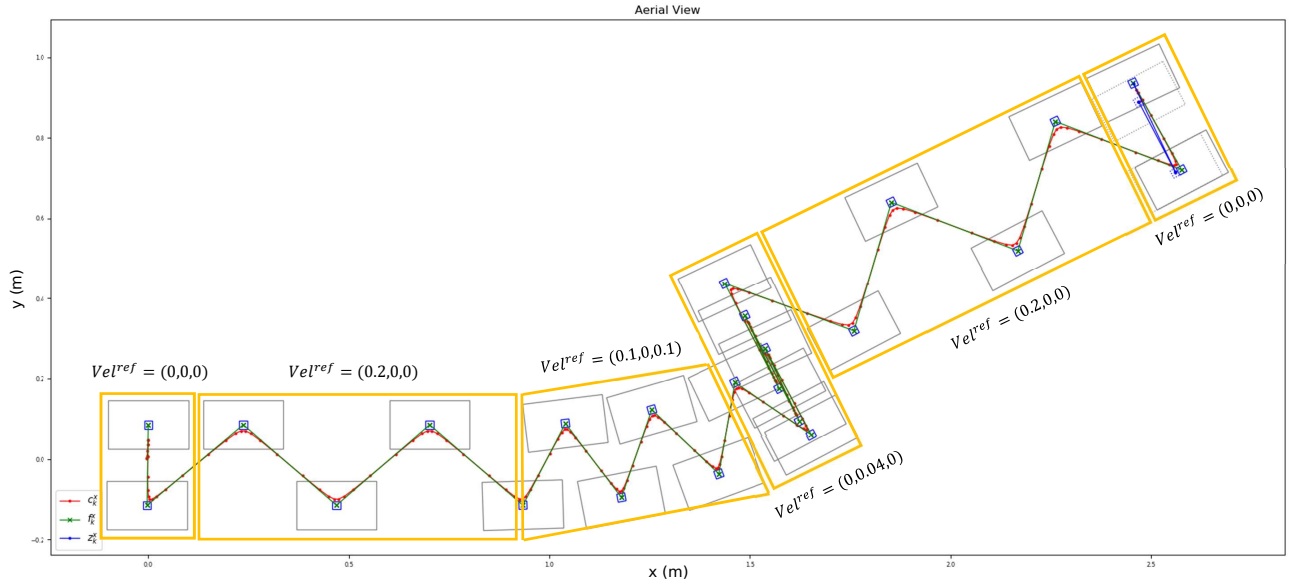 Aerial View
y (m)
1.0
0.8
0.6
0.4
0.2
0.0
−0.2
Vel^ref = (0,0,0)
Vel^ref = (0.2,0,0)
Vel^ref = (0.1,0,0.1)
Vel^ref = (0,0.04,0)
Vel^ref = (0.2,0,0)
Vel^ref = (0,0,0)
c_k^x
f_k^x
z_k^x
0.0 0.5 1.0 1.5 2.0 2.5
x (m)